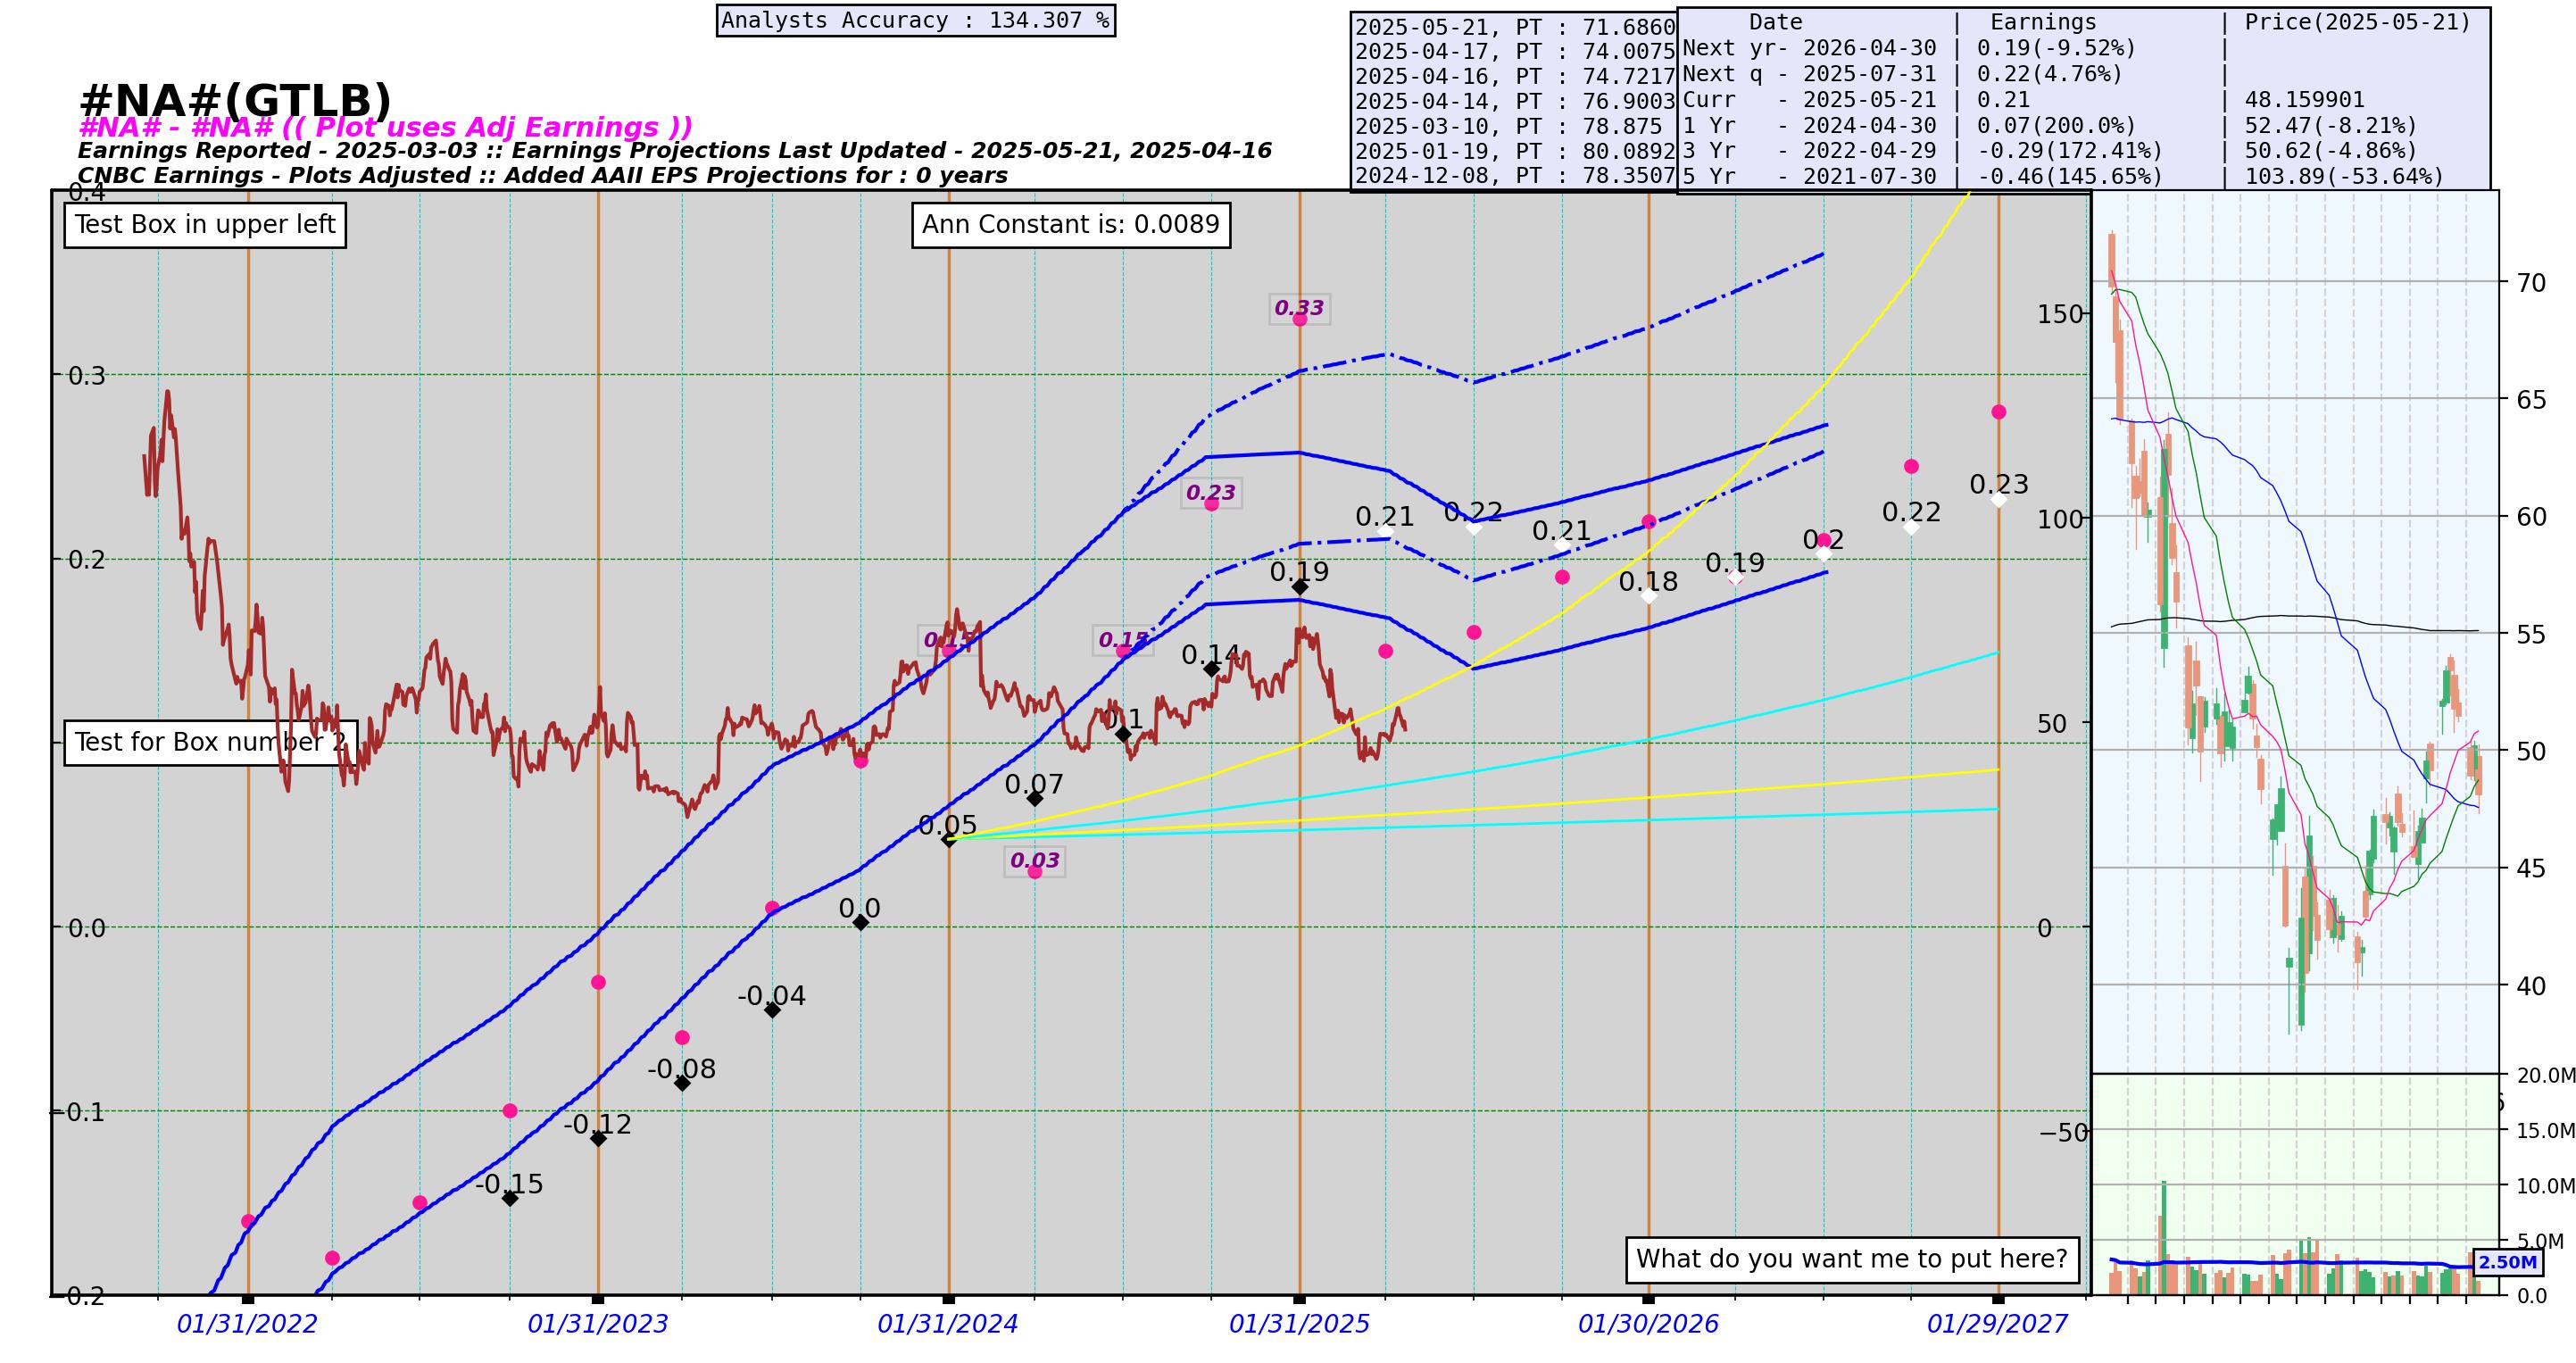 Analysts Accuracy : 134.307 %
2025-05-21, PT : 71.6860
2025-04-17, PT : 74.0075
2025-04-16, PT : 74.7217
2025-04-14, PT : 76.9003
2025-03-10, PT : 78.875
2025-01-19, PT : 80.0892
2024-12-08, PT : 78.3507
Date | Earnings | Price(2025-05-21)
Next yr- 2026-04-30 | 0.19(-9.52%) |
Next q - 2025-07-31 | 0.22(4.76%) |
Curr - 2025-05-21 | 0.21 | 48.159901
1 Yr - 2024-04-30 | 0.07(200.0%) | 52.47(-8.21%)
3 Yr - 2022-04-29 | -0.29(172.41%) | 50.62(-4.86%)
5 Yr - 2021-07-30 | -0.46(145.65%) | 103.89(-53.64%)
#NA#(GTLB)
#NA# - #NA# (( Plot uses Adj Earnings ))
Earnings Reported - 2025-03-03 :: Earnings Projections Last Updated - 2025-05-21, 2025-04-16
CNBC Earnings - Plots Adjusted :: Added AAII EPS Projections for : 0 years
0.4
Test Box in upper left
Ann Constant is: 0.0089
0.3
0.2
Test for Box number 2
0.0
−0.1
−0.2
0.33
0.23
0.15
0.15
0.03
-0.15
-0.12
-0.08
-0.04
0.0
0.05
0.07
0.1
0.14
0.19
0.21
0.22
0.21
0.18
0.19
0.2
0.22
0.23
150
100
50
0
−50
What do you want me to put here?
70
65
60
55
50
45
40
20.0M
15.0M
10.0M
5.0M
2.50M
0.0
01/31/2022
01/31/2023
01/31/2024
01/31/2025
01/30/2026
01/29/2027